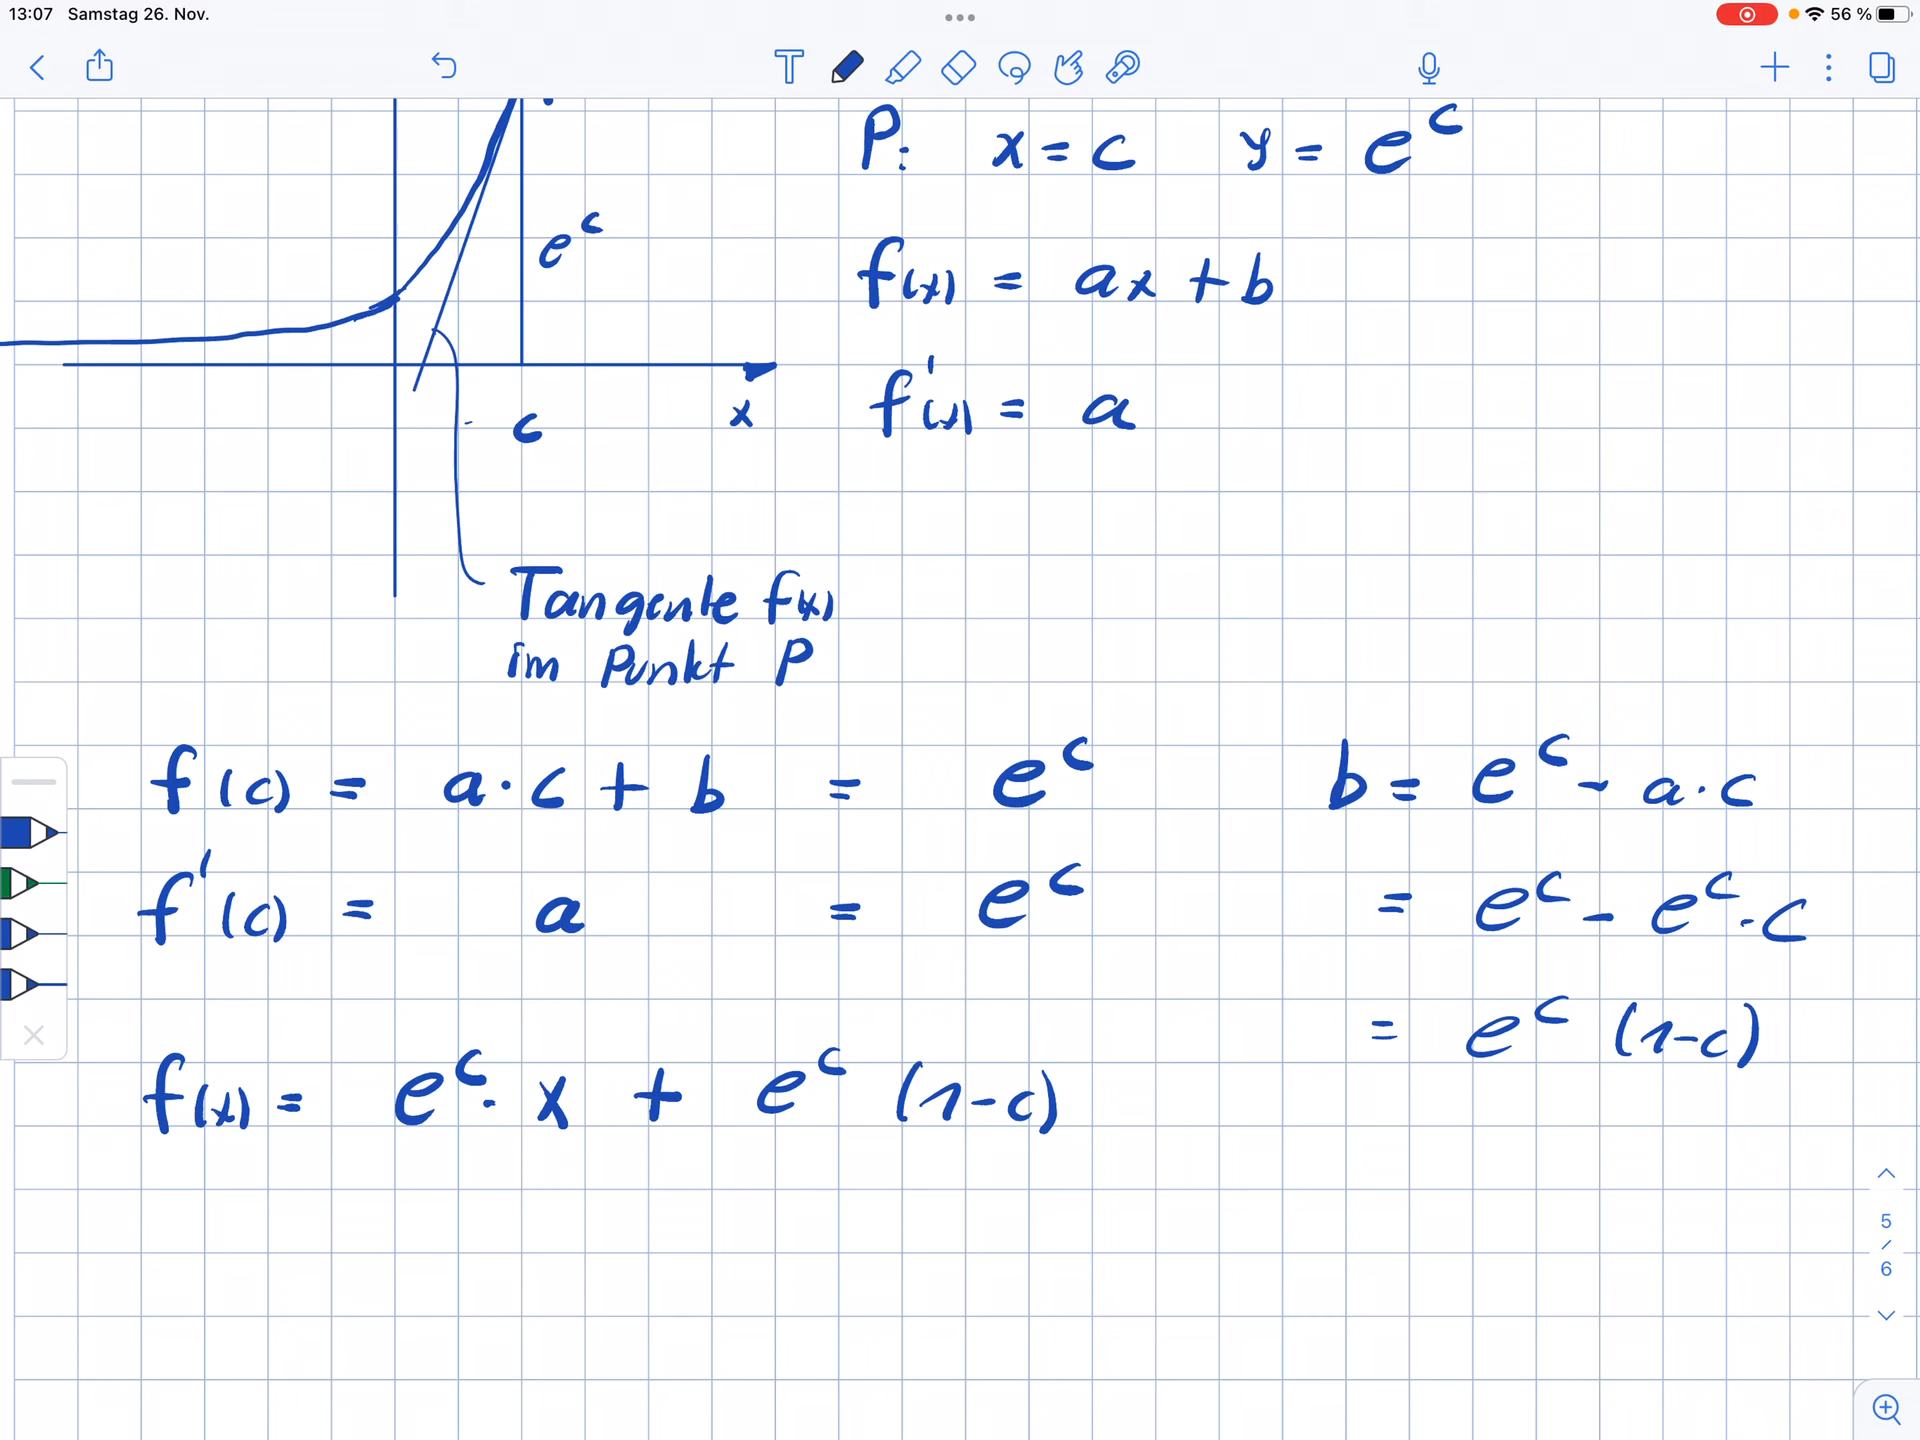 13:07 Samstag 26. Nov.
56 %
P: x = c y = e^c
e^c
f(x) = ax + b
f'(x) = a
c x
Tangente f(x)
im Punkt P
f(c) = a·c + b = e^c b = e^c - a·c
f'(c) = a = e^c = e^c - e^c·c
= e^c (1-c)
f(x) = e^c · x + e^c (1-c)
5
/
6